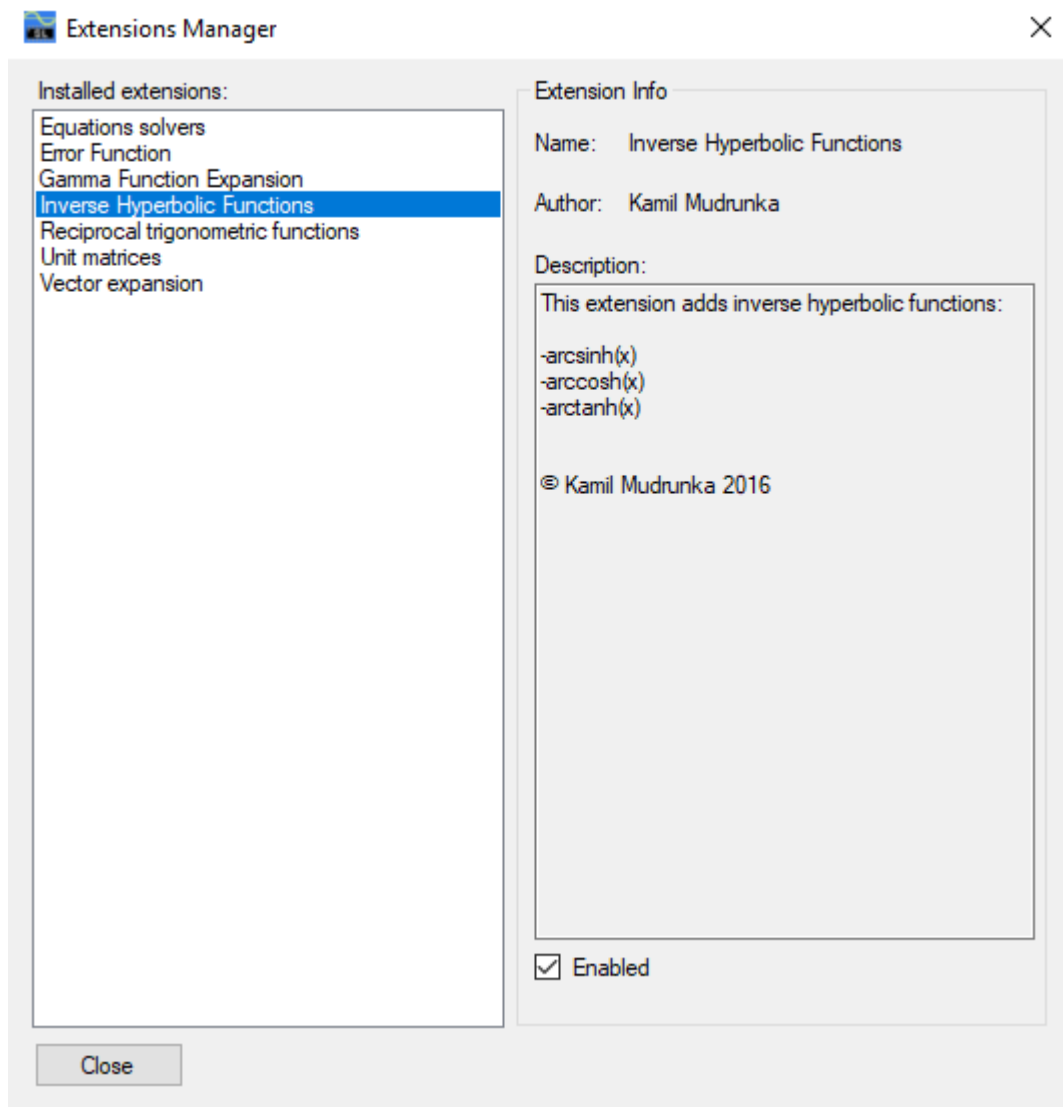 Extensions Manager
Installed extensions:
Equations solvers
Error Function
Gamma Function Expansion
Inverse Hyperbolic Functions
Reciprocal trigonometric functions
Unit matrices
Vector expansion
Extension Info
Name: Inverse Hyperbolic Functions
Author: Kamil Mudrunka
Description:
This extension adds inverse hyperbolic functions:
-arcsinh(x)
-arccosh(x)
-arctanh(x)
© Kamil Mudrunka 2016
Enabled
Close